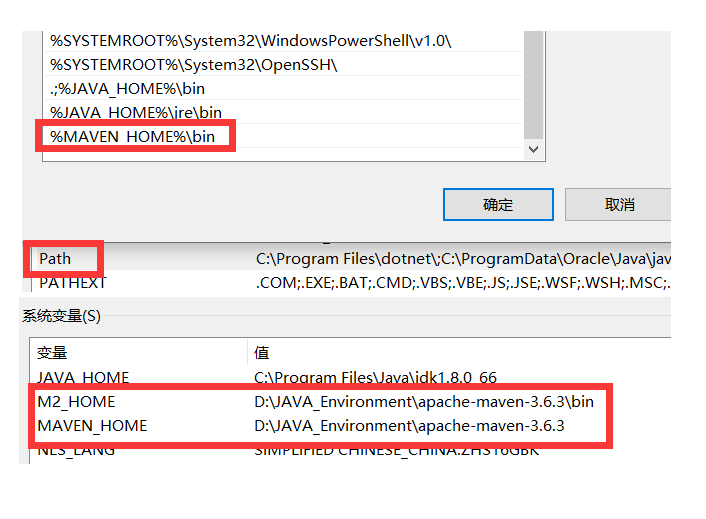 %SYSTEMROOT%\System32\WindowsPowerShell\v1.0\
%SYSTEMROOT%\System32\OpenSSH\
.;%JAVA_HOME%\bin
%JAVA_HOME%\jre\bin
%MAVEN_HOME%\bin
确定 取消
Path C:\Program Files\dotnet\;C:\ProgramData\Oracle\Java\jav
PATHEXT .COM;.EXE;.BAT;.CMD;.VBS;.VBE;.JS;.JSE;.WSF;.WSH;.MSC;.
系统变量(S)
变量 值
JAVA_HOME C:\Program Files\Java\jdk1.8.0_66
M2_HOME D:\JAVA_Environment\apache-maven-3.6.3\bin
MAVEN_HOME D:\JAVA_Environment\apache-maven-3.6.3
NLS_LANG SIMPLIFIED CHINESE_CHINA.ZHS16GBK